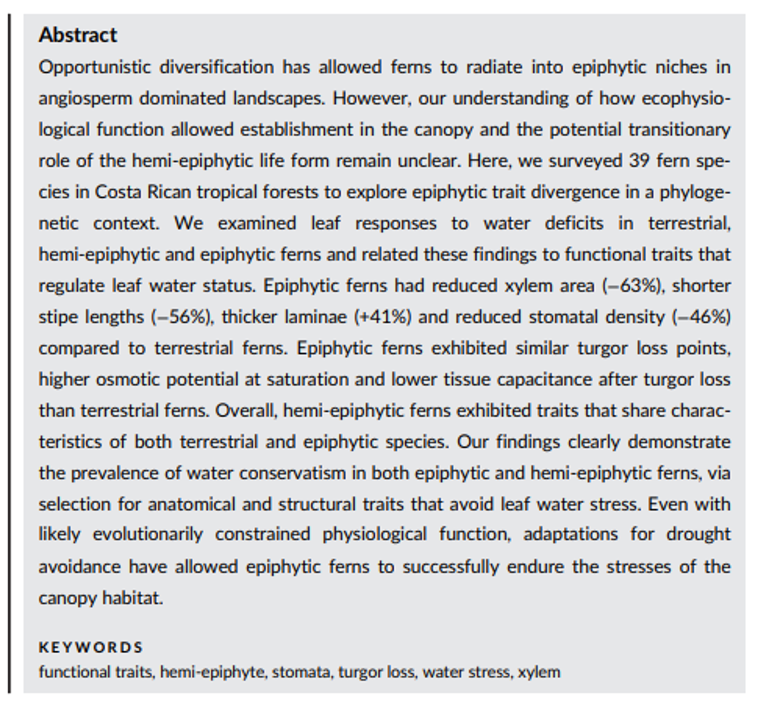 Abstract
Opportunistic diversification has allowed ferns to radiate into epiphytic niches in
angiosperm dominated landscapes. However, our understanding of how ecophysio-
logical function allowed establishment in the canopy and the potential transitionary
role of the hemi-epiphytic life form remain unclear. Here, we surveyed 39 fern spe-
cies in Costa Rican tropical forests to explore epiphytic trait divergence in a phyloge-
netic context. We examined leaf responses to water deficits in terrestrial,
hemi-epiphytic and epiphytic ferns and related these findings to functional traits that
regulate leaf water status. Epiphytic ferns had reduced xylem area (−63%), shorter
stipe lengths (−56%), thicker laminae (+41%) and reduced stomatal density (−46%)
compared to terrestrial ferns. Epiphytic ferns exhibited similar turgor loss points,
higher osmotic potential at saturation and lower tissue capacitance after turgor loss
than terrestrial ferns. Overall, hemi-epiphytic ferns exhibited traits that share charac-
teristics of both terrestrial and epiphytic species. Our findings clearly demonstrate
the prevalence of water conservatism in both epiphytic and hemi-epiphytic ferns, via
selection for anatomical and structural traits that avoid leaf water stress. Even with
likely evolutionarily constrained physiological function, adaptations for drought
avoidance have allowed epiphytic ferns to successfully endure the stresses of the
canopy habitat.
KEYWORDS
functional traits, hemi-epiphyte, stomata, turgor loss, water stress, xylem